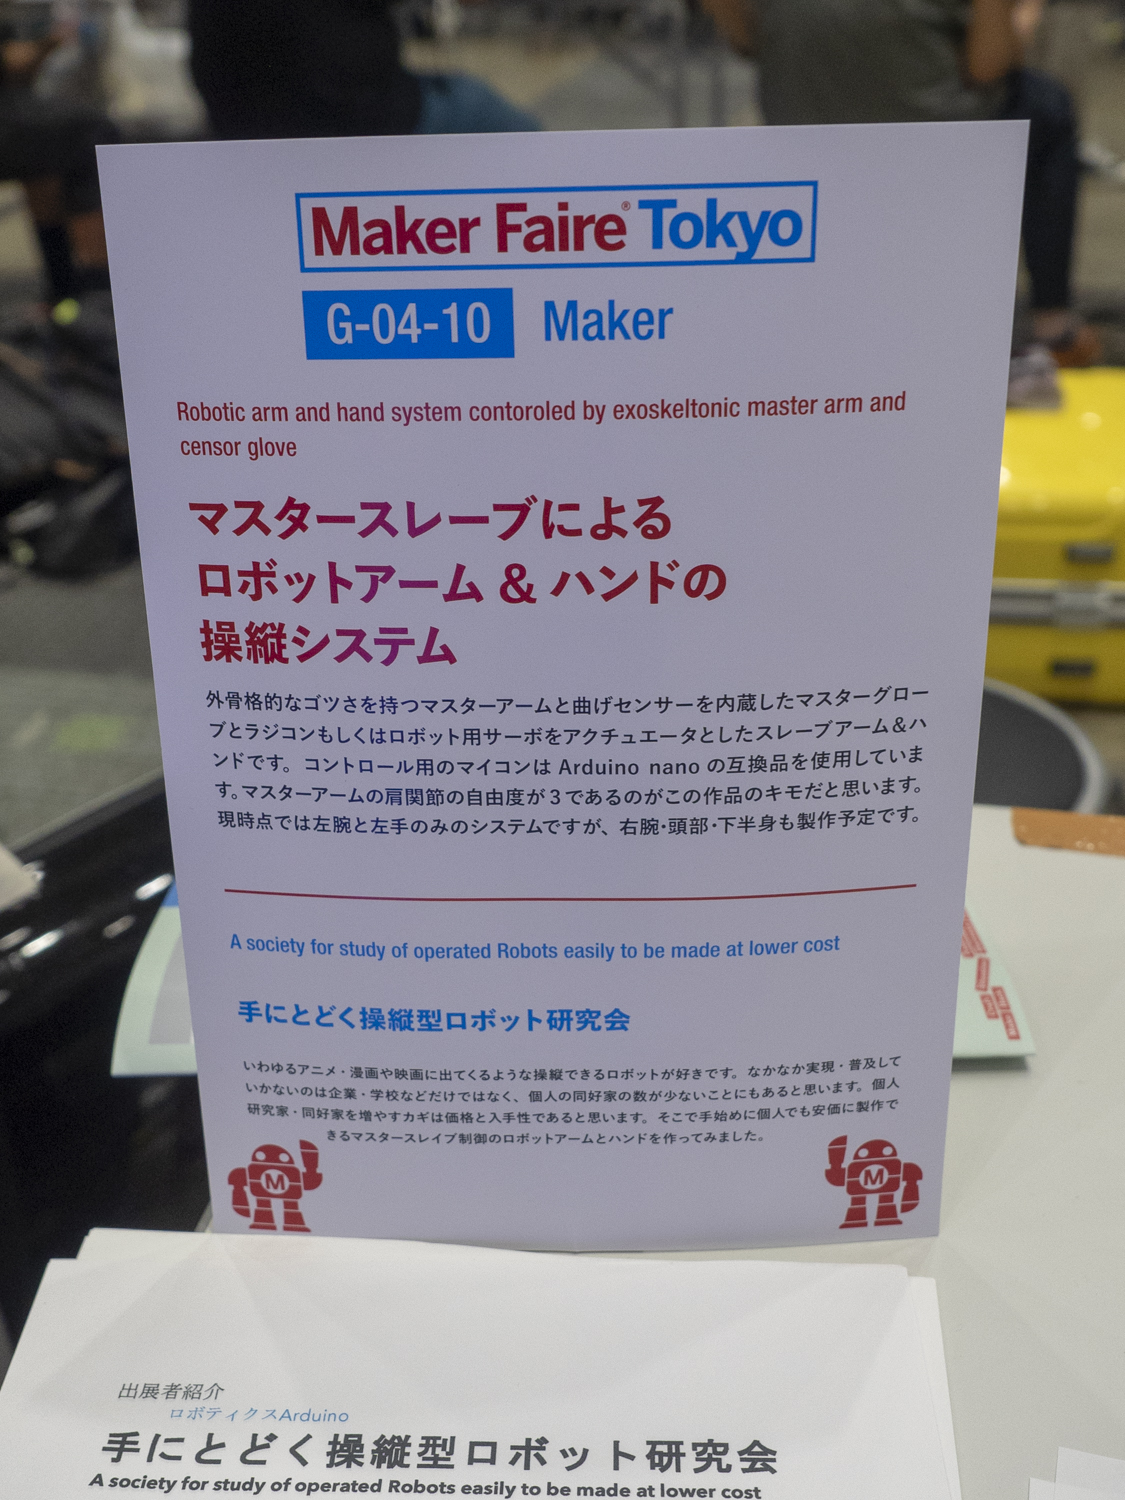 Maker Faire® Tokyo
G-04-10 Maker
Robotic arm and hand system contoroled by exoskeltonic master arm and
censor glove
マスタースレーブによる
ロボットアーム & ハンドの
操縦システム
外骨格的なゴツさを持つマスターアームと曲げセンサーを内蔵したマスターグロー
ブとラジコンもしくはロボット用サーボをアクチュエータとしたスレーブアーム＆ハ
ンドです。コントロール用のマイコンは Arduino nano の互換品を使用していま
す。マスターアームの肩関節の自由度が３であるのがこの作品のキモだと思います。
現時点では左腕と左手のみのシステムですが、右腕・頭部・下半身も製作予定です。
A society for study of operated Robots easily to be made at lower cost
手にとどく操縦型ロボット研究会
いわゆるアニメ・漫画や映画に出てくるような操縦できるロボットが好きです。なかなか実現・普及して
いかないのは企業・学校などだけではなく、個人の同好家の数が少ないことにもあると思います。個人
研究家・同好家を増やすカギは価格と入手性であると思います。そこで手始めに個人でも安価に製作で
きるマスタースレイブ制御のロボットアームとハンドを作ってみました。
M
M
出展者紹介
ロボティクスArduino
手にとどく操縦型ロボット研究会
A society for study of operated Robots easily to be made at lower cost